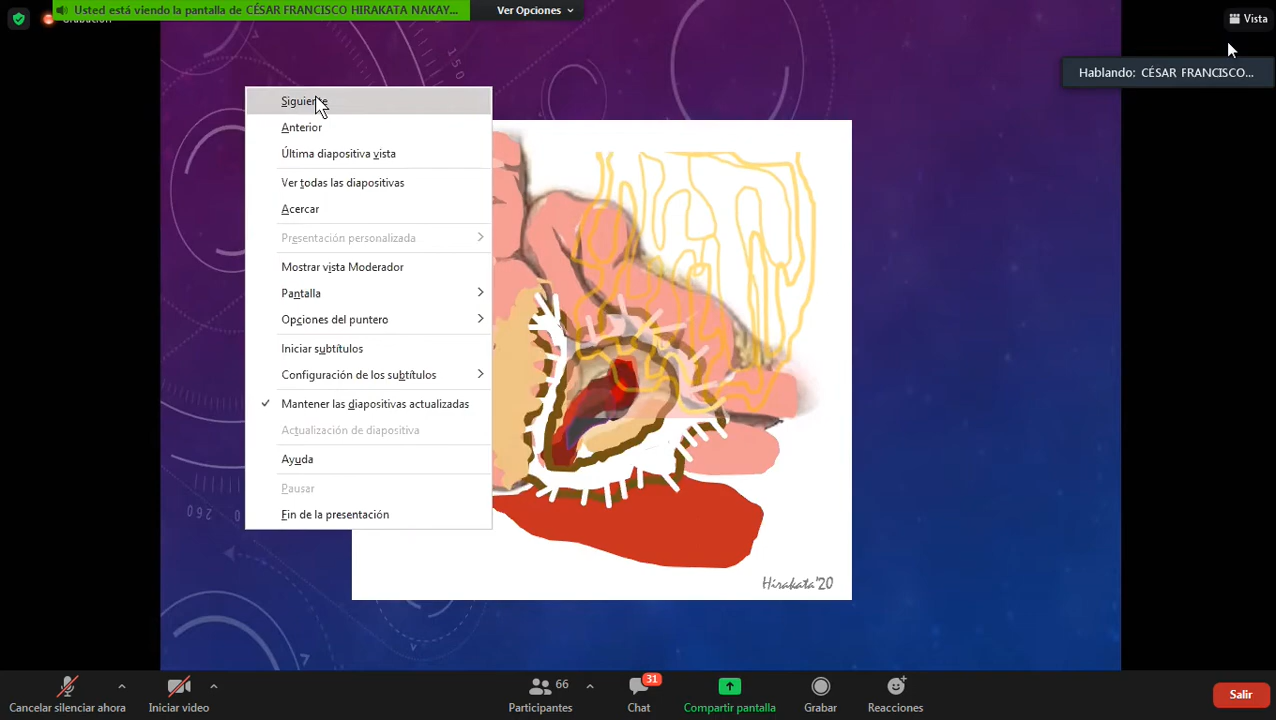 Grabación
Usted está viendo la pantalla de CÉSAR FRANCISCO HIRAKATA NAKAY...
Ver Opciones
Vista
Hablando: CÉSAR FRANCISCO...
150
Siguiente
Anterior
Última diapositiva vista
Ver todas las diapositivas
Acercar
Presentación personalizada
Mostrar vista Moderador
Pantalla
Opciones del puntero
Iniciar subtítulos
Configuración de los subtítulos
Mantener las diapositivas actualizadas
Actualización de diapositiva
Ayuda
Pausar
Fin de la presentación
260
Hirakata'20
Cancelar silenciar ahora
Iniciar video
66
Participantes
31
Chat
Compartir pantalla
Grabar
Reacciones
Salir